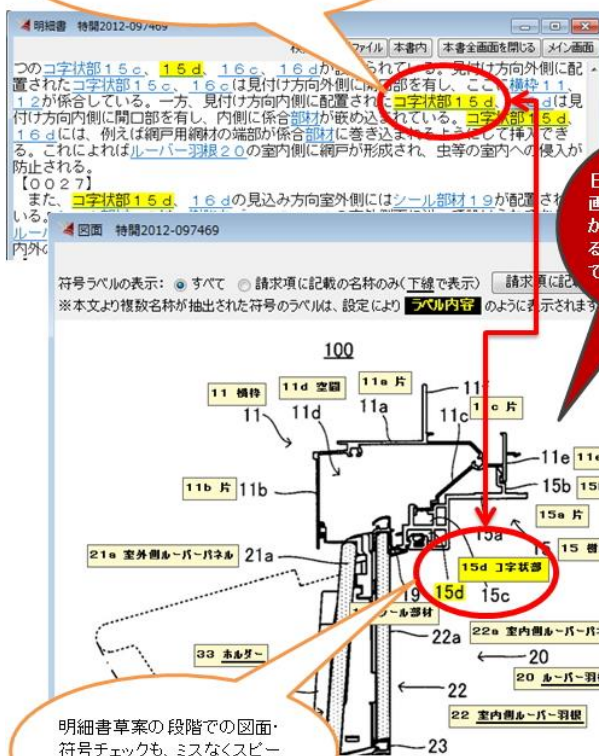 明細書 特開2012-097469
ファイル 本書内 本書全画面を閉じる メイン画面
つのコ字状部15c、15d、16c、16dが設けられている。見付け方向外側に配
置されたコ字状部15c、16cは見付け方向外側に開口部を有し、ここに横枠11、
12が係合している。一方、見付け方向内側に配置されたコ字状部15d、16dは見
付け方向内側に開口部を有し、内側に係合部材が嵌め込まれている。コ字状部15d、
16dには、例えば網戸用網材の端部が係合部材に巻き込まれるようにして挿入でき
る。これによればルーバー羽根20の室内側に網戸が形成され、虫等の室内への侵入が
防止される。
【0027】
また、コ字状部15d、16dの見込み方向室外側にはシール部材19が配置され
いる。
ルー
内外
図面 特開2012-097469
符号ラベルの表示: すべて 請求項に記載の名称のみ(下線で表示) 請求項に記
※本文より複数名称が抽出された符号のラベルは、設定により ラベル内容 のように表示されます
100
11 横枠 11d 空間 11a 片 11f
11 11d 11a 11c 11c 片
11e 11e
11b 片 11b 15b 15
15a 片
15a 15 15 樹
21a 室外側ルーバーパネル 21a
15d コ字状部
19 15d 15c
ール部材
22a 22a 室内側ルーバーパネ
33 ホルダー 20
20 ルーバー羽
22
22 室内側ルーバー羽根
23
明細書草案の段階での図面・
符号チェックも、ミスなくスピー